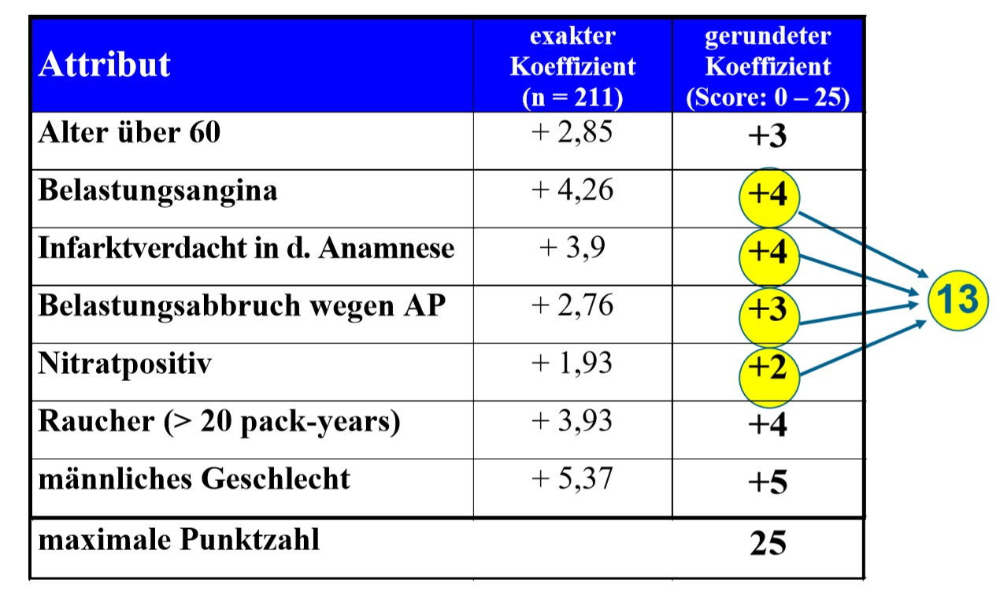 Attribut
exakter
Koeffizient
(n = 211)
gerundeter
Koeffizient
(Score: 0 – 25)
Alter über 60 + 2,85 +3
Belastungsangina + 4,26 +4
Infarktverdacht in d. Anamnese + 3,9 +4
Belastungsabbruch wegen AP + 2,76 +3
13
Nitratpositiv + 1,93 +2
Raucher (> 20 pack-years) + 3,93 +4
männliches Geschlecht + 5,37 +5
maximale Punktzahl 25